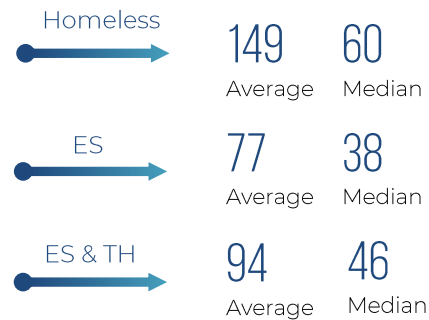 Homeless
149 60
Average Median
ES
77 38
Average Median
ES & TH
94 46
Average Median